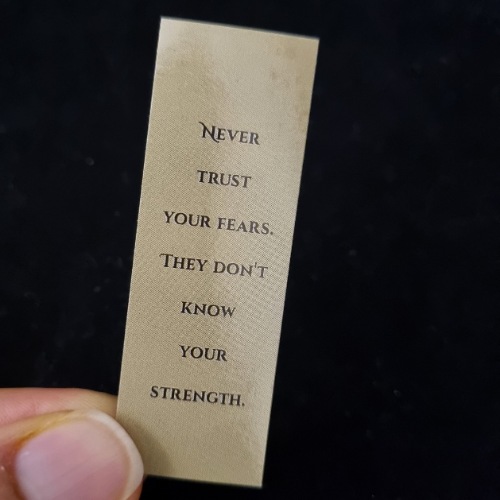 Never
trust
your fears.
They don't
know
your
strength.